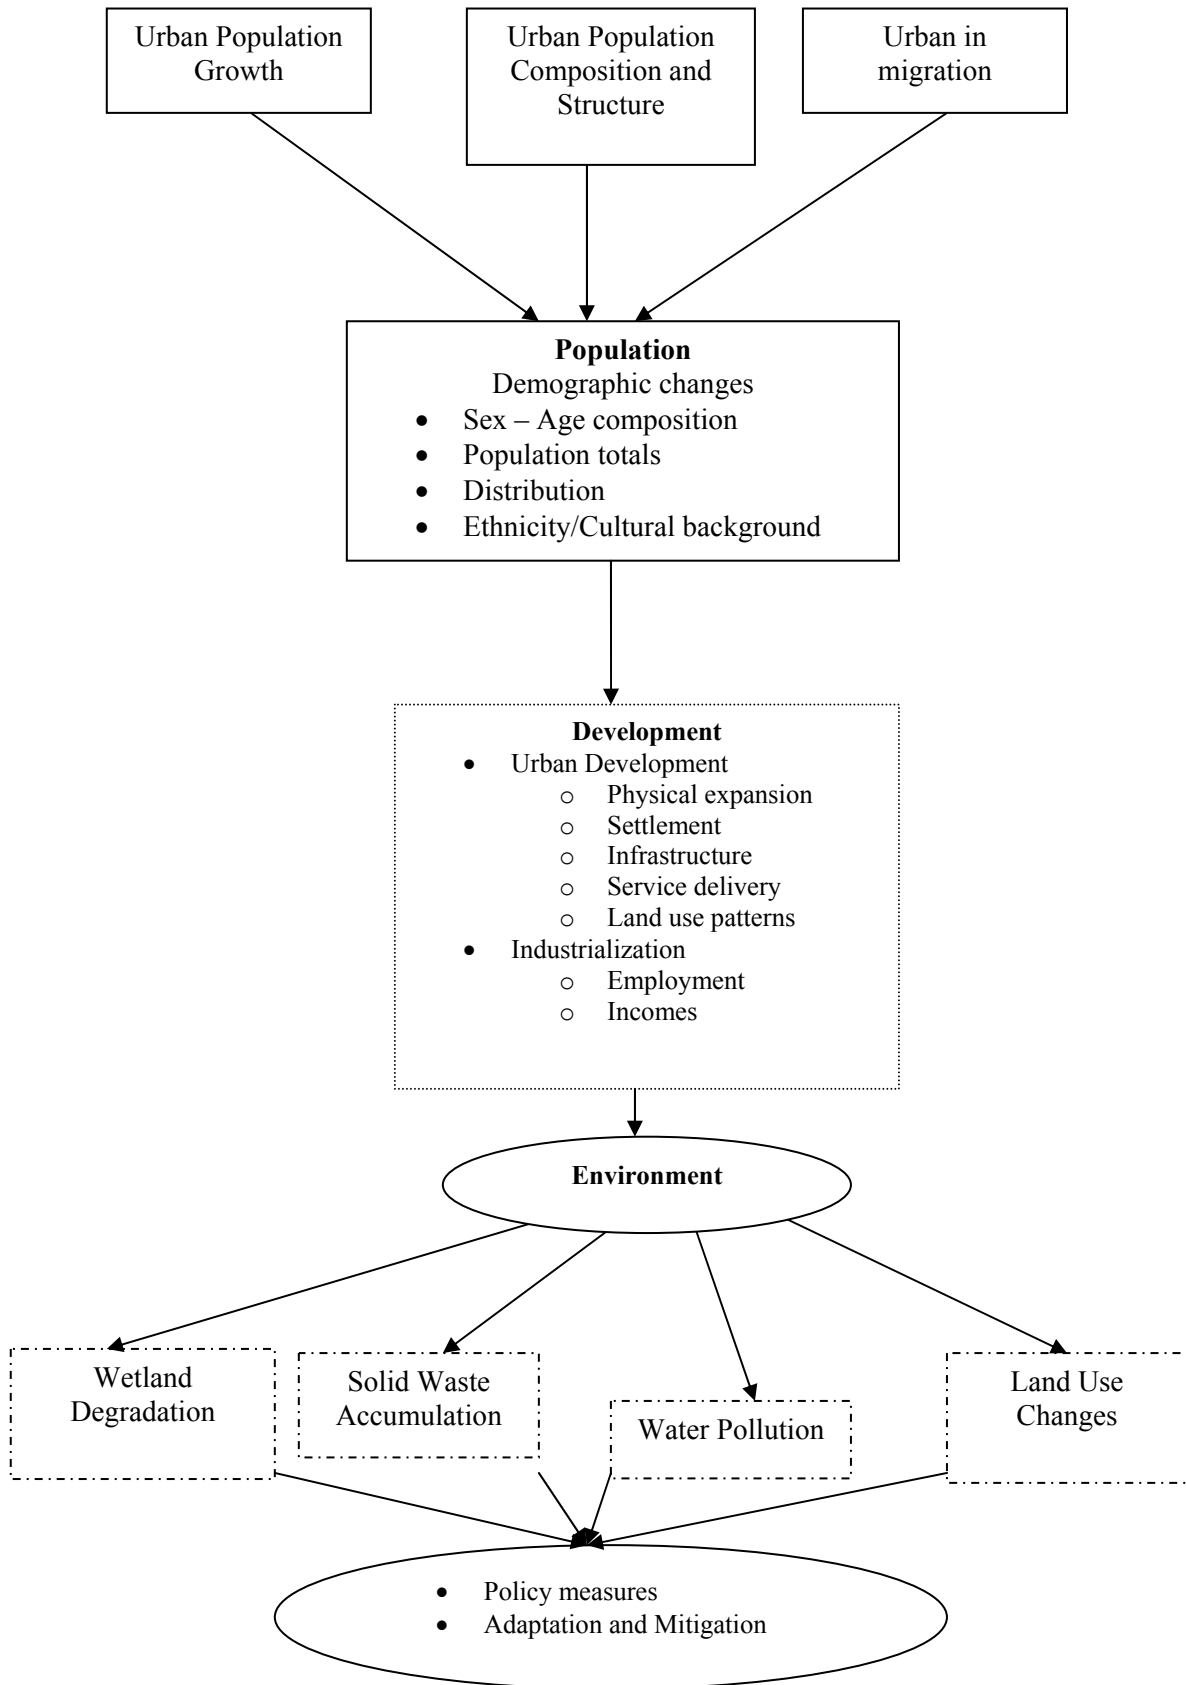 Urban Population
Growth
Urban Population
Composition and
Structure
Urban in
migration
Population
Demographic changes
• Sex – Age composition
• Population totals
• Distribution
• Ethnicity/Cultural background
Development
• Urban Development
o Physical expansion
o Settlement
o Infrastructure
o Service delivery
o Land use patterns
• Industrialization
o Employment
o Incomes
Environment
Wetland
Degradation
Solid Waste
Accumulation
Water Pollution
Land Use
Changes
• Policy measures
• Adaptation and Mitigation